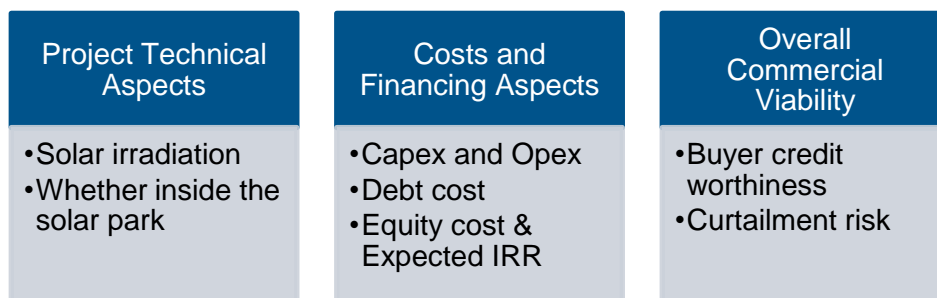 Project Technical
Aspects
•Solar irradiation
•Whether inside the
solar park
Costs and
Financing Aspects
•Capex and Opex
•Debt cost
•Equity cost &
Expected IRR
Overall
Commercial
Viability
•Buyer credit
worthiness
•Curtailment risk